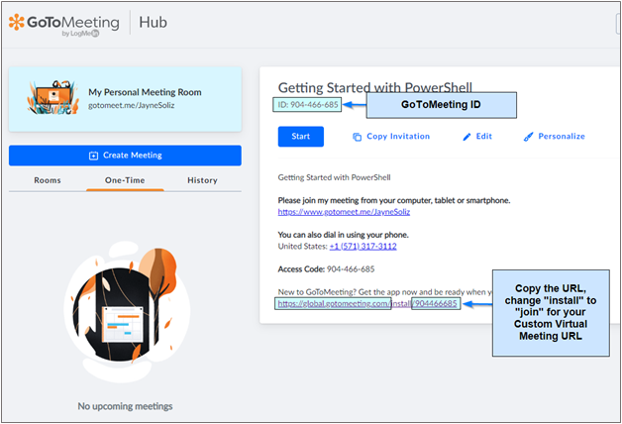 GoToMeeting
by LogMeIn
Hub
My Personal Meeting Room
gotomeet.me/JayneSoliz
Create Meeting
Rooms One-Time History
No upcoming meetings
Getting Started with PowerShell
ID: 904-466-685
GoToMeeting ID
Start Copy Invitation Edit Personalize
Getting Started with PowerShell
Please join my meeting from your computer, tablet or smartphone.
https://www.gotomeet.me/JayneSoliz
You can also dial in using your phone.
United States: +1 (571) 317-3112
Access Code: 904-466-685
New to GoToMeeting? Get the app now and be ready when
https://global.gotomeeting.com/install/904466685
Copy the URL,
change "install" to
"join" for your
Custom Virtual
Meeting URL